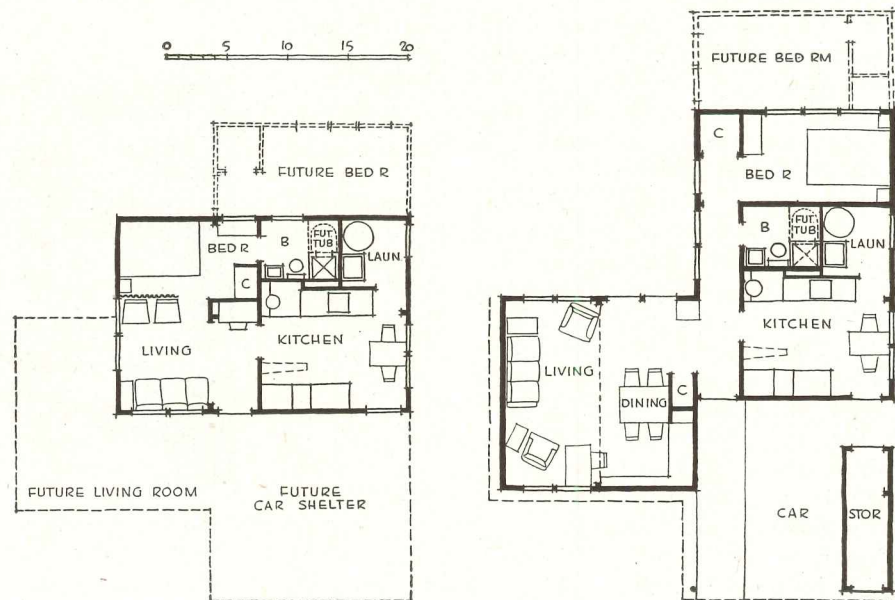 0 5 10 15 20
FUTURE BED R
BED R
B
FUT.
TUB
LAUN
C
KITCHEN
LIVING
FUTURE LIVING ROOM
FUTURE
CAR SHELTER
FUTURE BED RM
C
BED R
B
FUT.
TUB
LAUN
KITCHEN
LIVING
C
DINING
CAR
STOR